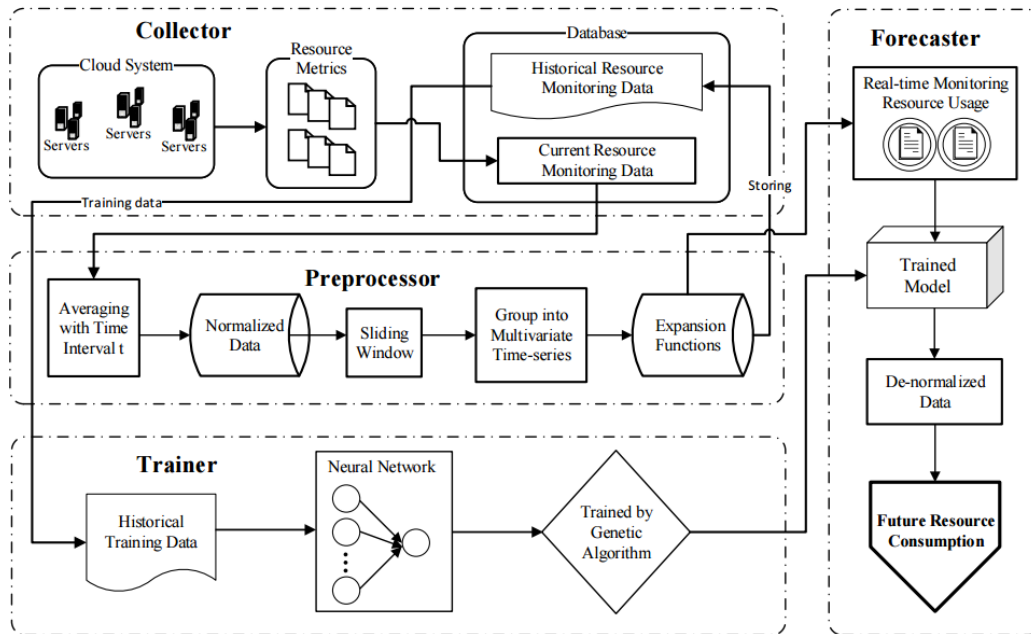 Collector
Cloud System
Servers
Servers
Servers
Resource
Metrics
Database
Historical Resource
Monitoring Data
Current Resource
Monitoring Data
Training data
Storing
Preprocessor
Averaging
with Time
Interval t
Normalized
Data
Sliding
Window
Group into
Multivariate
Time-series
Expansion
Functions
Trainer
Historical
Training Data
Neural Network
Trained by
Genetic
Algorithm
Forecaster
Real-time Monitoring
Resource Usage
Trained
Model
De-normalized
Data
Future Resource
Consumption